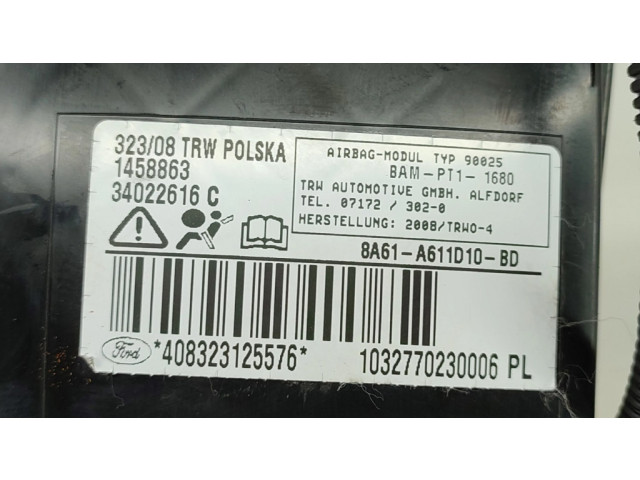 323/08 TRW POLSKA
1458863
34022616 C
AIRBAG-MODUL TYP 90025
BAM-PT1- 1680
TRW AUTOMOTIVE GMBH. ALFDORF
TEL. 07172 / 302-0
HERSTELLUNG: 2008/TRWO-4
8A61-A611D10-BD
Ford
*408323125576*
1032770230006 PL